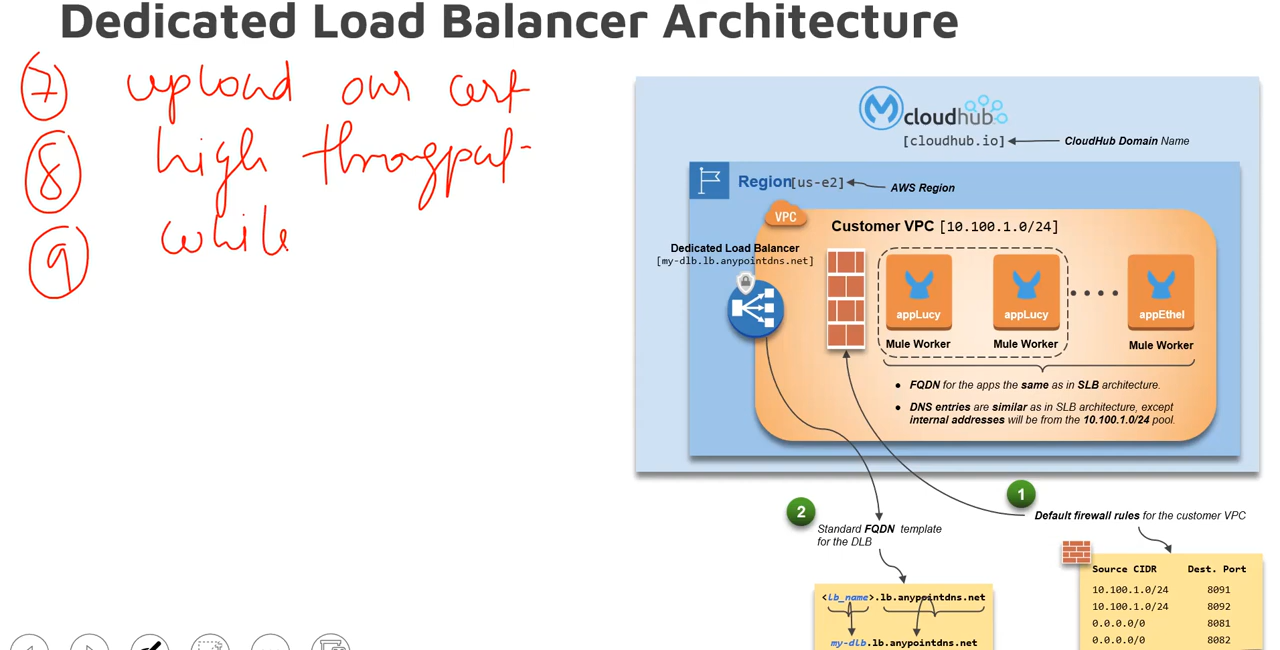 Dedicated Load Balancer Architecture
7 upload our cert
8 high througput
9 while
cloudhub
[cloudhub.io]
CloudHub Domain Name
Region[us-e2]
AWS Region
VPC
Customer VPC [10.100.1.0/24]
Dedicated Load Balancer
[my-dlb.lb.anypointdns.net]
appLucy
appLucy
appEthel
Mule Worker
Mule Worker
Mule Worker
• FQDN for the apps the same as in SLB architecture.
• DNS entries are similar as in SLB architecture, except
internal addresses will be from the 10.100.1.0/24 pool.
1
Default firewall rules for the customer VPC
2
Standard FQDN template
for the DLB
<lb_name>.lb.anypointdns.net
my-dlb.lb.anypointdns.net
Source CIDR Dest. Port
10.100.1.0/24 8091
10.100.1.0/24 8092
0.0.0.0/0 8081
0.0.0.0/0 8082